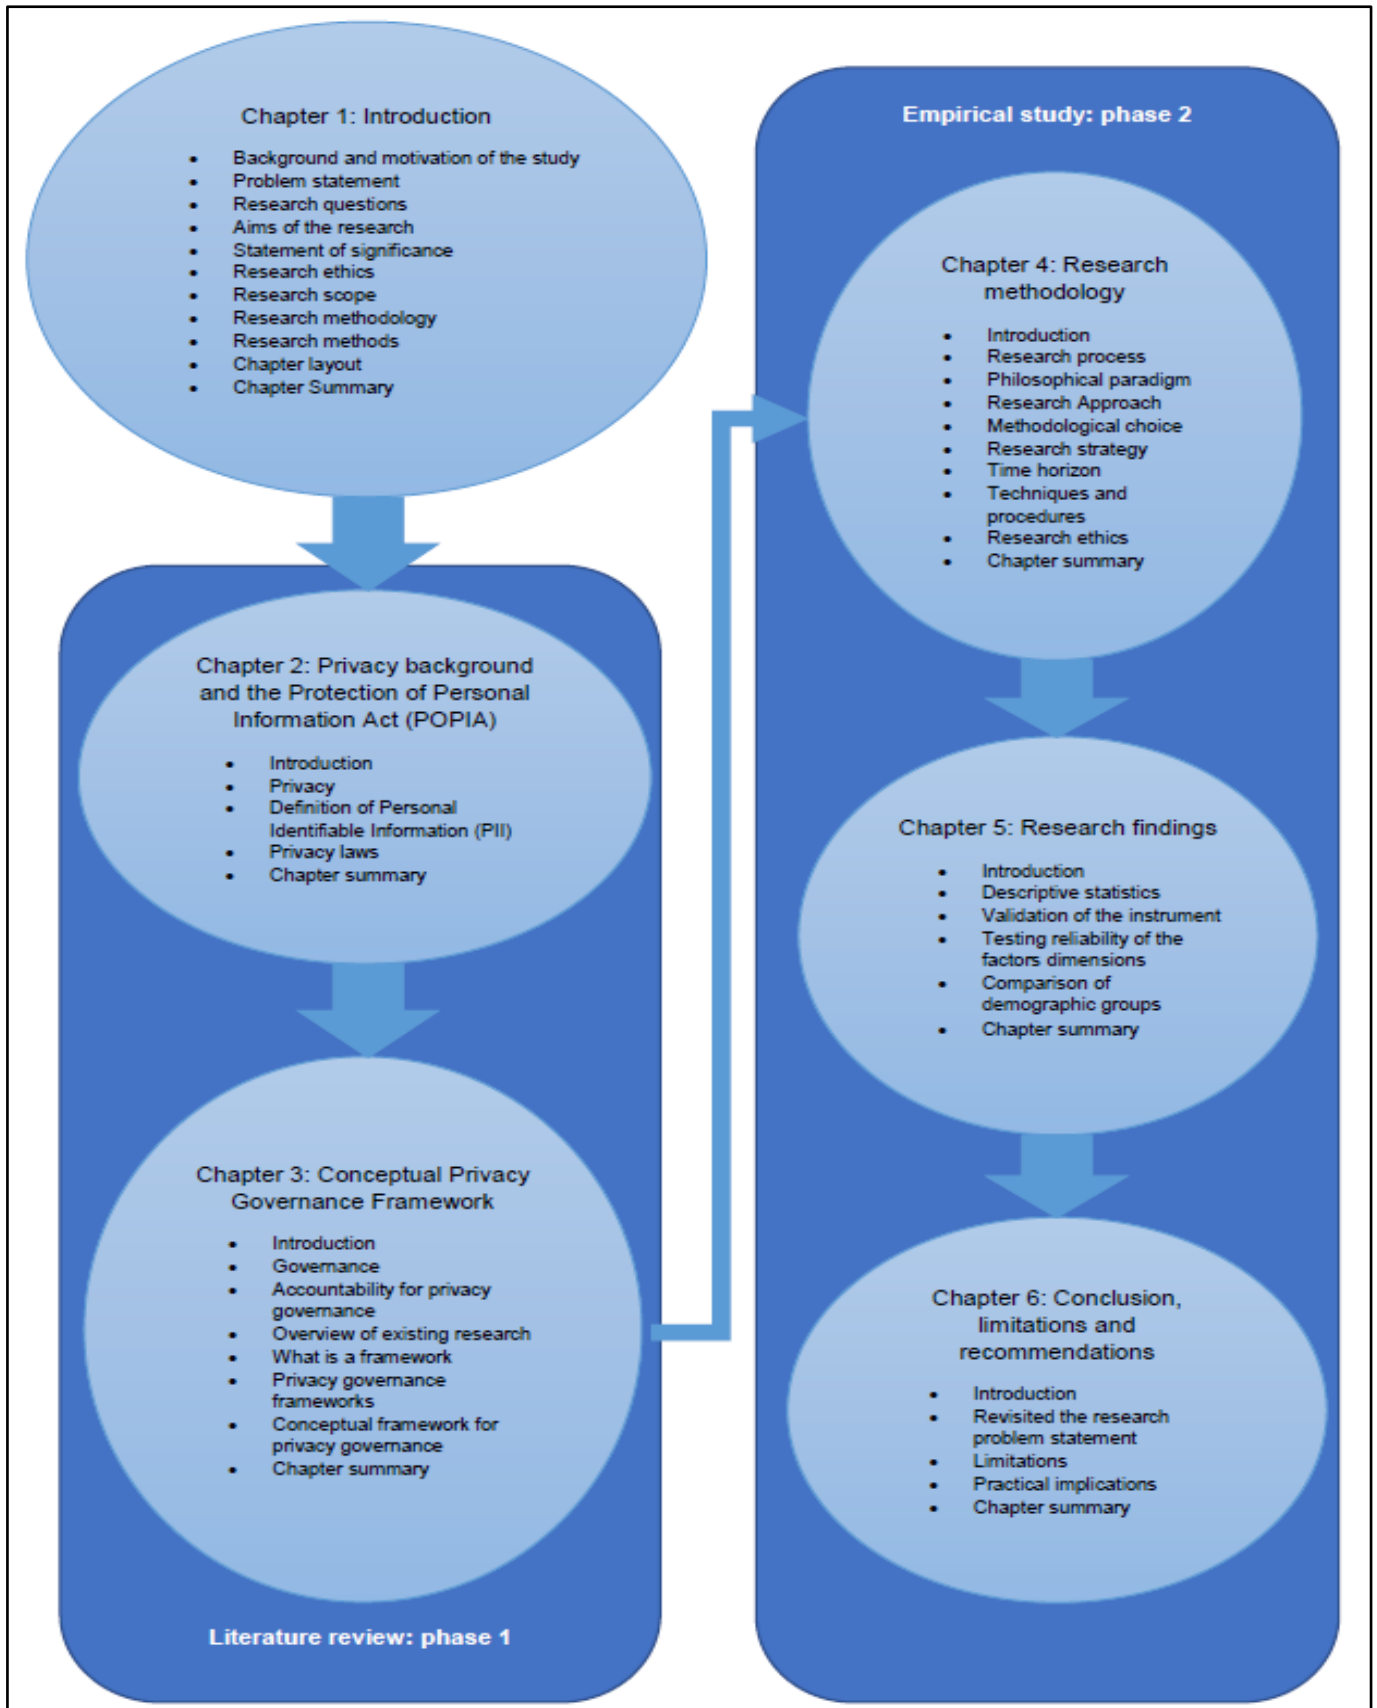 Chapter 1: Introduction
• Background and motivation of the study
• Problem statement
• Research questions
• Aims of the research
• Statement of significance
• Research ethics
• Research scope
• Research methodology
• Research methods
• Chapter layout
• Chapter Summary
Chapter 2: Privacy background
and the Protection of Personal
Information Act (POPIA)
• Introduction
• Privacy
• Definition of Personal
Identifiable Information (PII)
• Privacy laws
• Chapter summary
Chapter 3: Conceptual Privacy
Governance Framework
• Introduction
• Governance
• Accountability for privacy
governance
• Overview of existing research
• What is a framework
• Privacy governance
frameworks
• Conceptual framework for
privacy governance
• Chapter summary
Literature review: phase 1
Empirical study: phase 2
Chapter 4: Research
methodology
• Introduction
• Research process
• Philosophical paradigm
• Research Approach
• Methodological choice
• Research strategy
• Time horizon
• Techniques and
procedures
• Research ethics
• Chapter summary
Chapter 5: Research findings
• Introduction
• Descriptive statistics
• Validation of the instrument
• Testing reliability of the
factors dimensions
• Comparison of
demographic groups
• Chapter summary
Chapter 6: Conclusion,
limitations and
recommendations
• Introduction
• Revisited the research
problem statement
• Limitations
• Practical implications
• Chapter summary